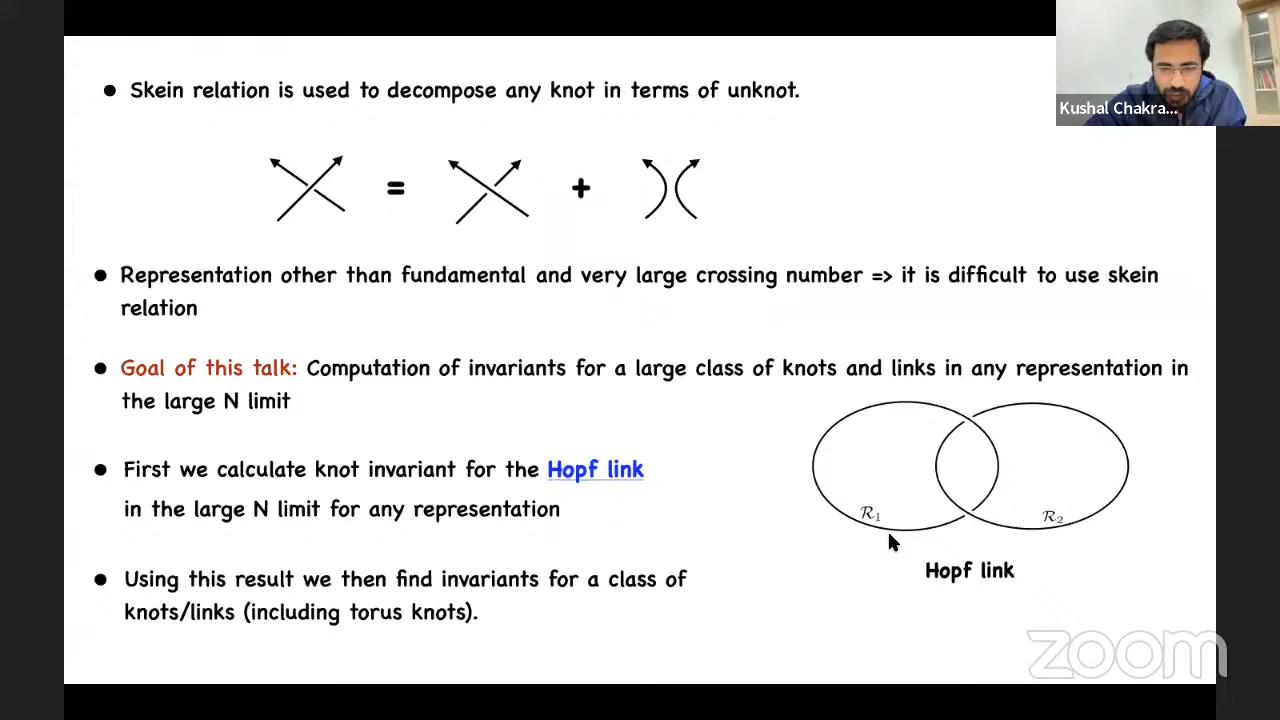 • Skein relation is used to decompose any knot in terms of unknot.
Kushal Chakra...
= +
• Representation other than fundamental and very large crossing number => it is difficult to use skein
relation
• Goal of this talk: Computation of invariants for a large class of knots and links in any representation in
the large N limit
• First we calculate knot invariant for the Hopf link
in the large N limit for any representation
R₁ R₂
Hopf link
• Using this result we then find invariants for a class of
knots/links (including torus knots).
zoom